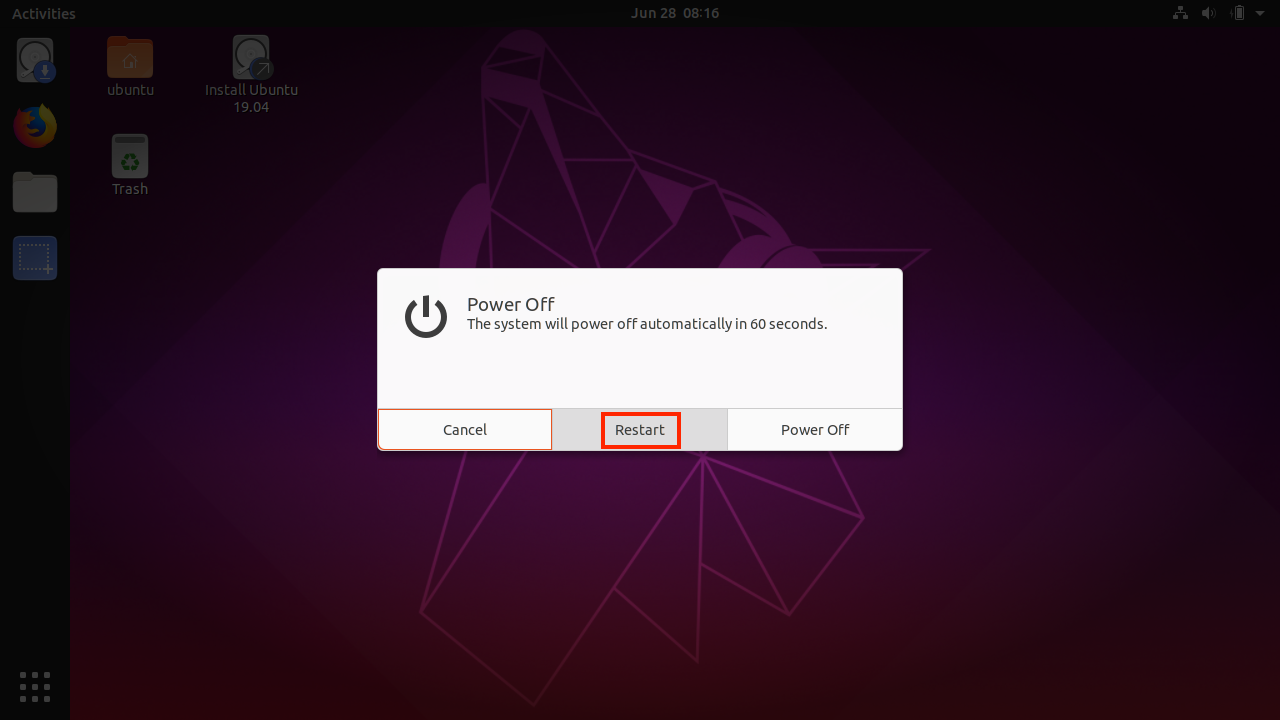 Activities
Jun 28 08:16
ubuntu
Install Ubuntu
19.04
Trash
Power Off
The system will power off automatically in 60 seconds.
Cancel
Restart
Power Off